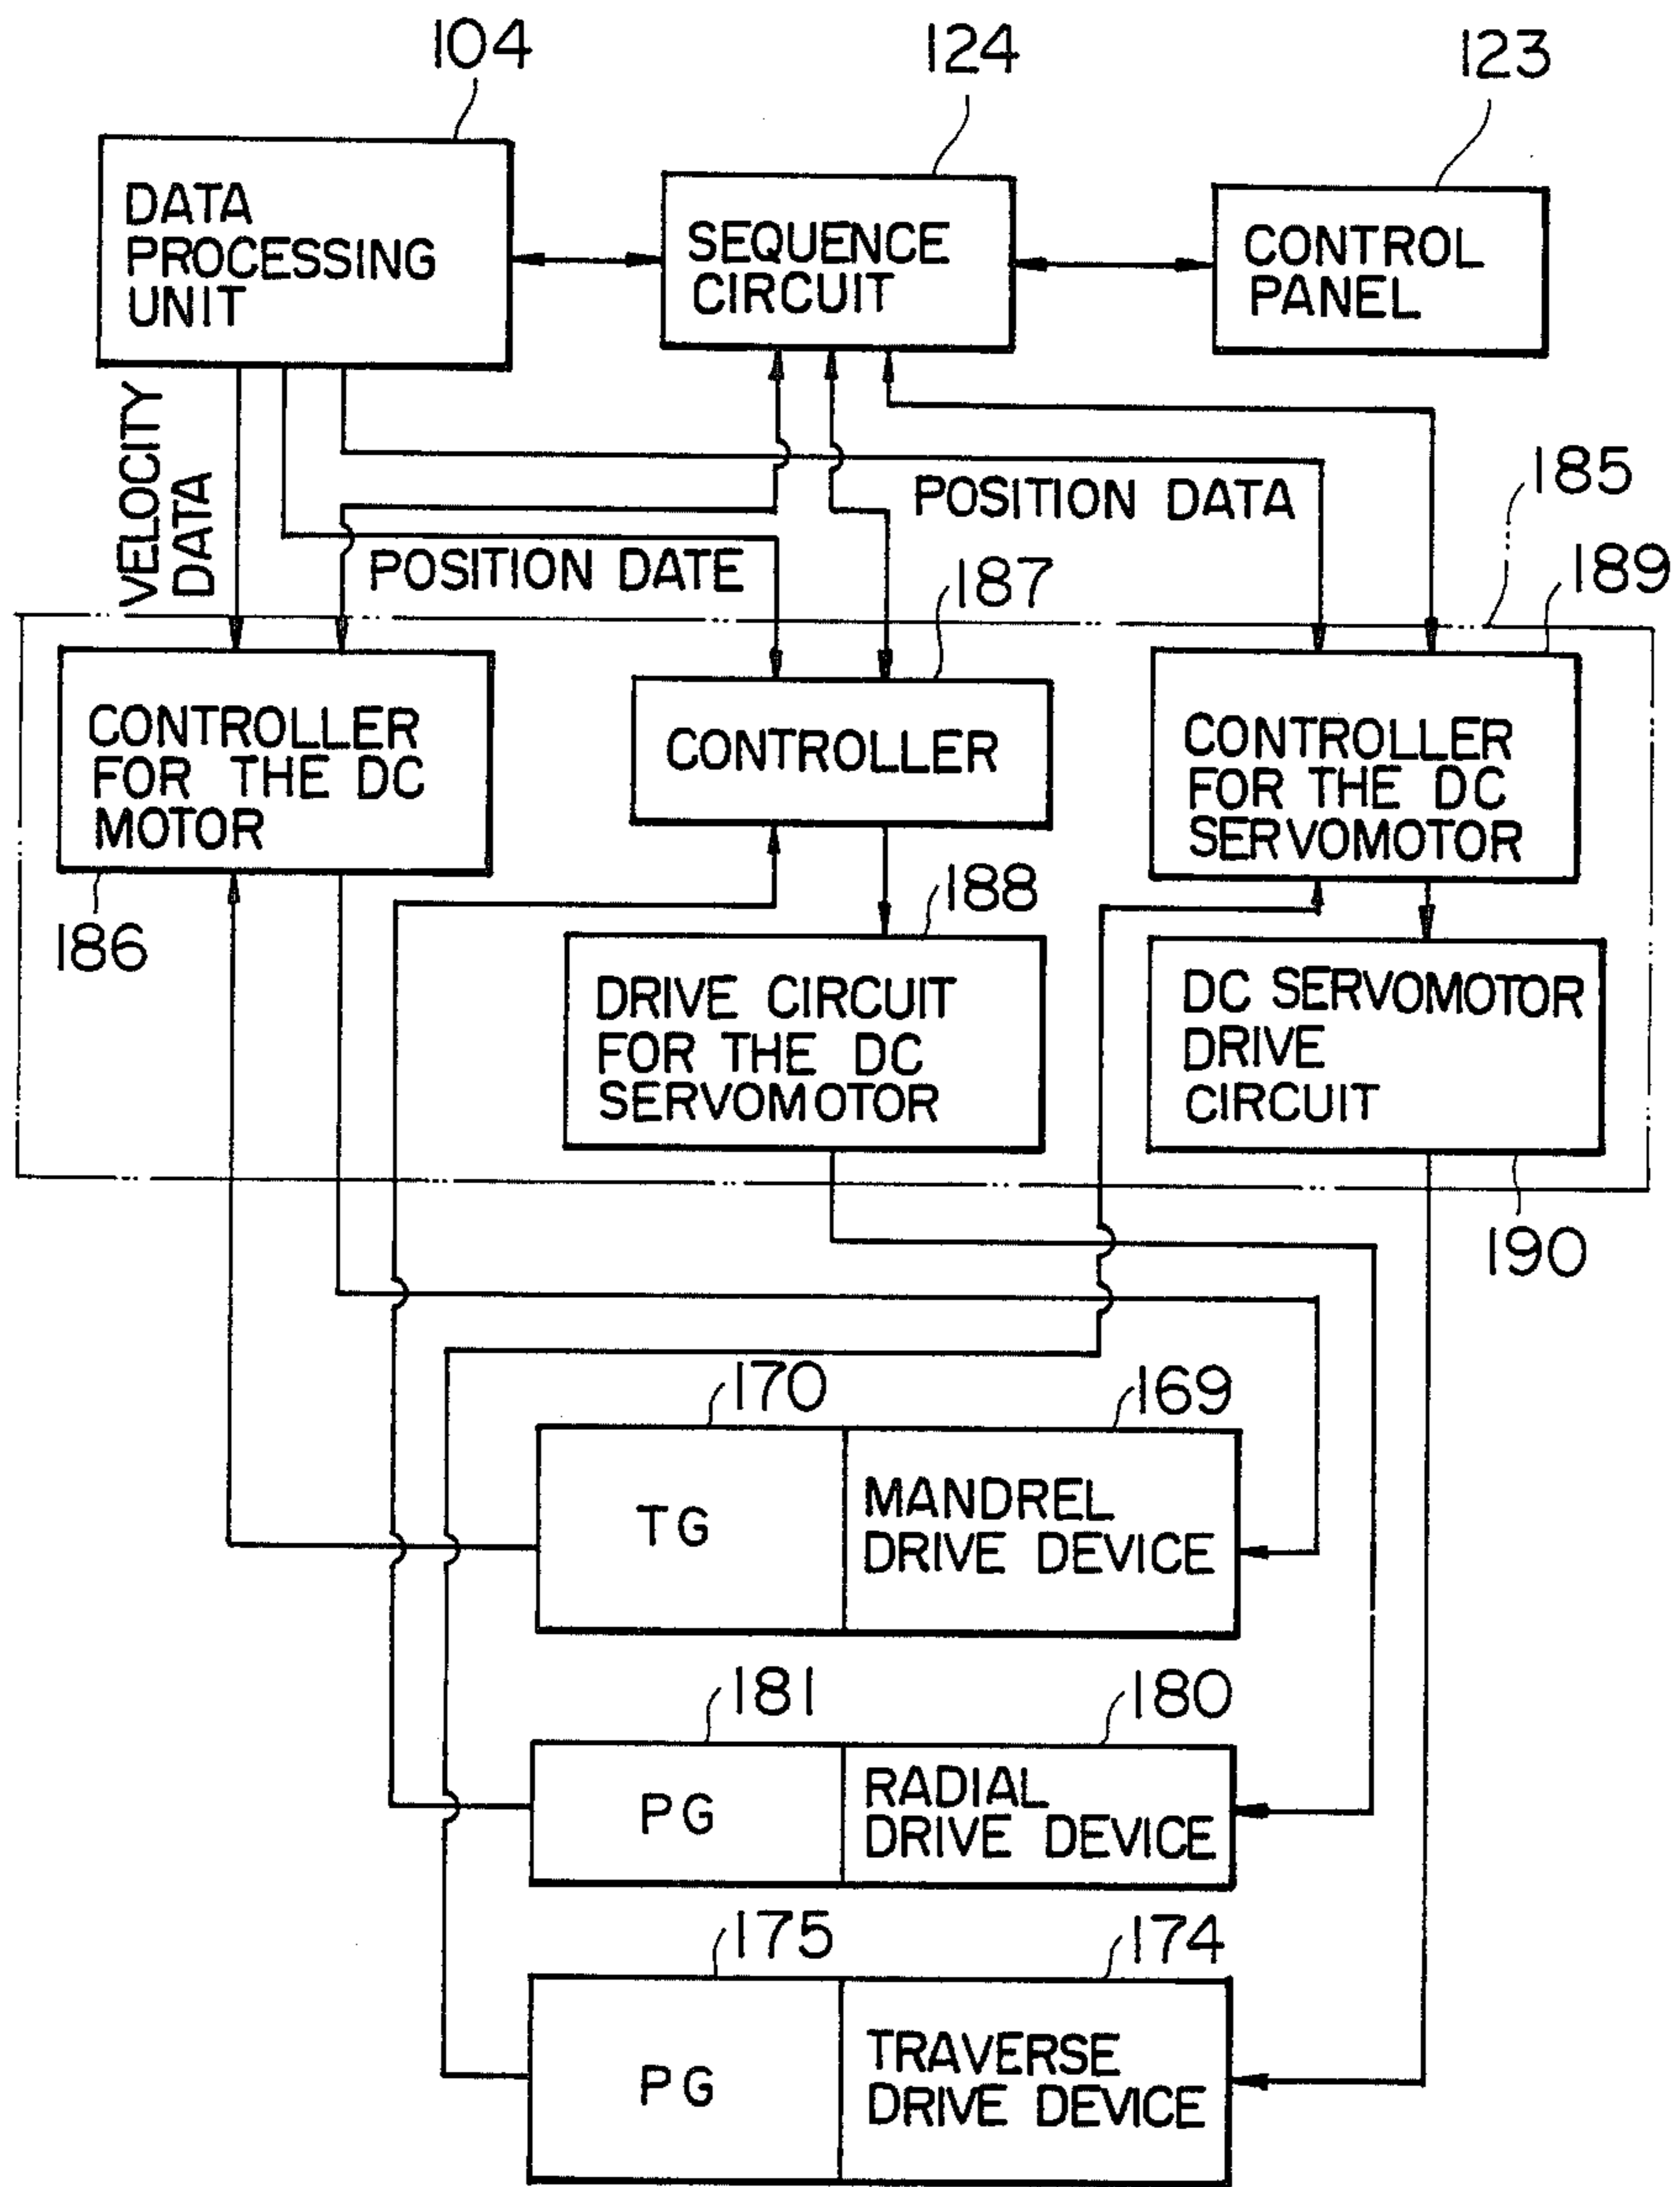 104
124
123
DATA
PROCESSING
UNIT
SEQUENCE
CIRCUIT
CONTROL
PANEL
VELOCITY
DATA
POSITION DATA
185
POSITION DATE
187
189
CONTROLLER
FOR THE DC
MOTOR
CONTROLLER
CONTROLLER
FOR THE DC
SERVOMOTOR
186
188
DRIVE CIRCUIT
FOR THE DC
SERVOMOTOR
DC SERVOMOTOR
DRIVE
CIRCUIT
190
170
169
TG
MANDREL
DRIVE DEVICE
181
180
PG
RADIAL
DRIVE DEVICE
175
174
PG
TRAVERSE
DRIVE DEVICE